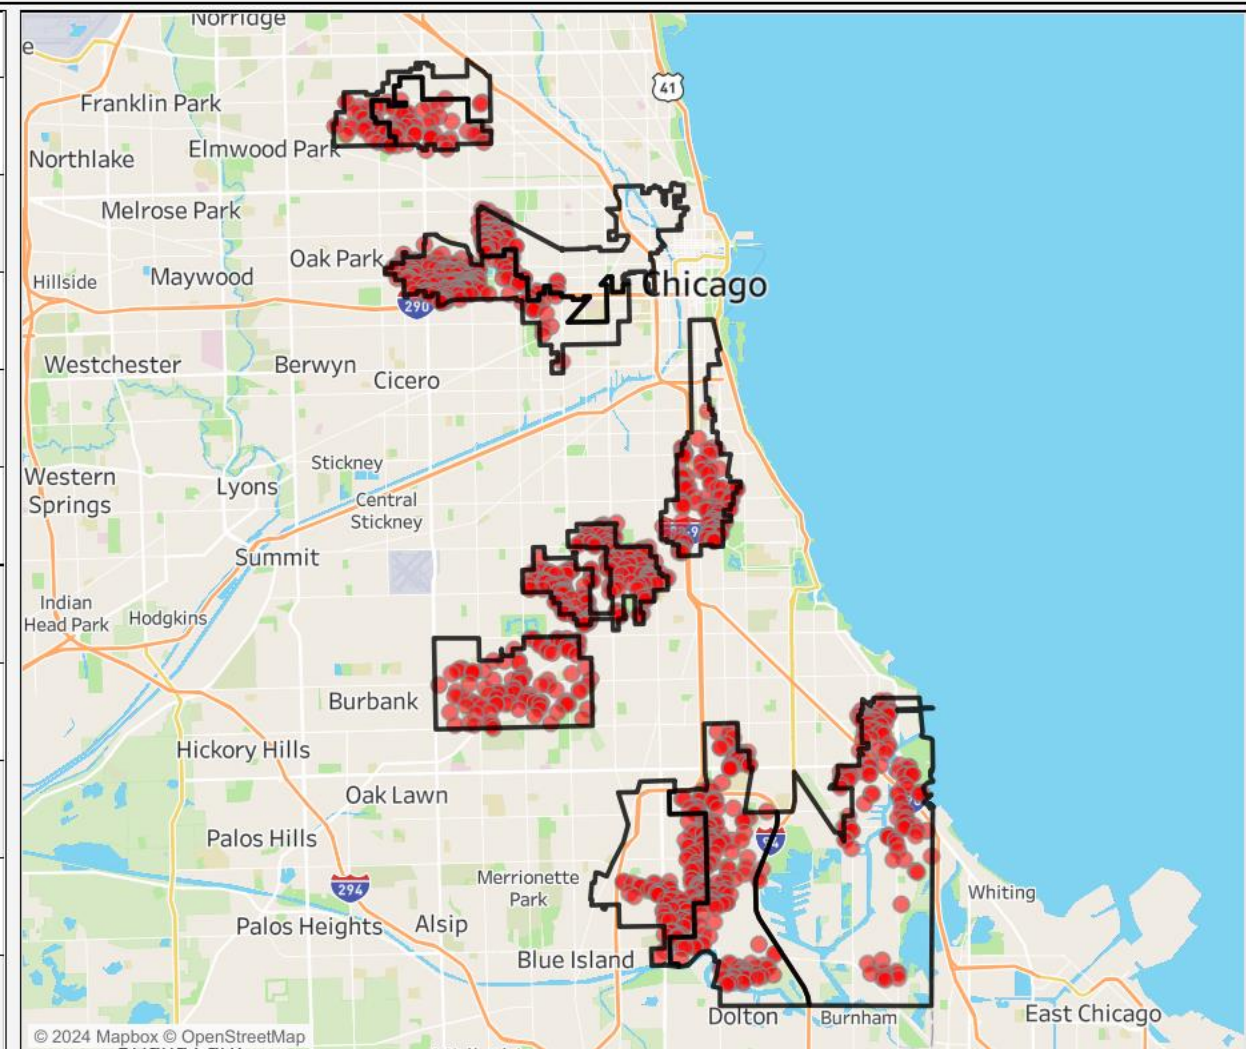 Norridge
e
41
Franklin Park
Elmwood Park
Northlake
Melrose Park
Oak Park
Hillside
Maywood
Chicago
290
Westchester
Berwyn
Cicero
Stickney
Western
Springs
Lyons
Central
Stickney
Summit
Indian
Head Park
Hodgkins
Burbank
Hickory Hills
Oak Lawn
Palos Hills
94
294
Merrionette
Park
Whiting
Palos Heights
Alsip
Blue Island
Dolton
Burnham
East Chicago
© 2024 Mapbox © OpenStreetMap